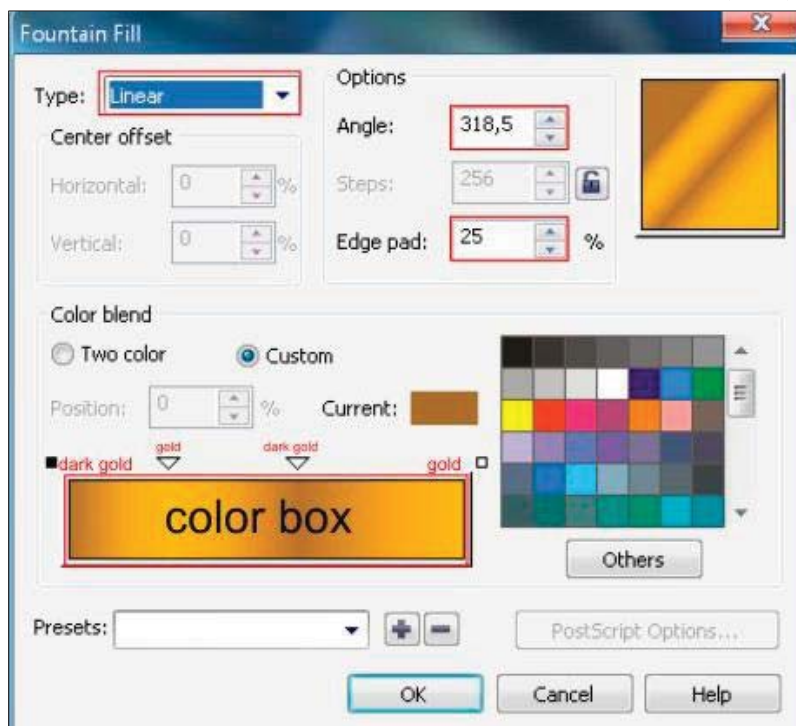 Fountain Fill
Type: Linear
Center offset
Horizontal: 0 %
Vertical: 0 %
Options
Angle: 318,5
Steps: 256
Edge pad: 25 %
Color blend
Two color Custom
Position: 0 % Current:
gold dark gold
dark gold gold
color box
Others
Presets:
PostScript Options...
OK Cancel Help